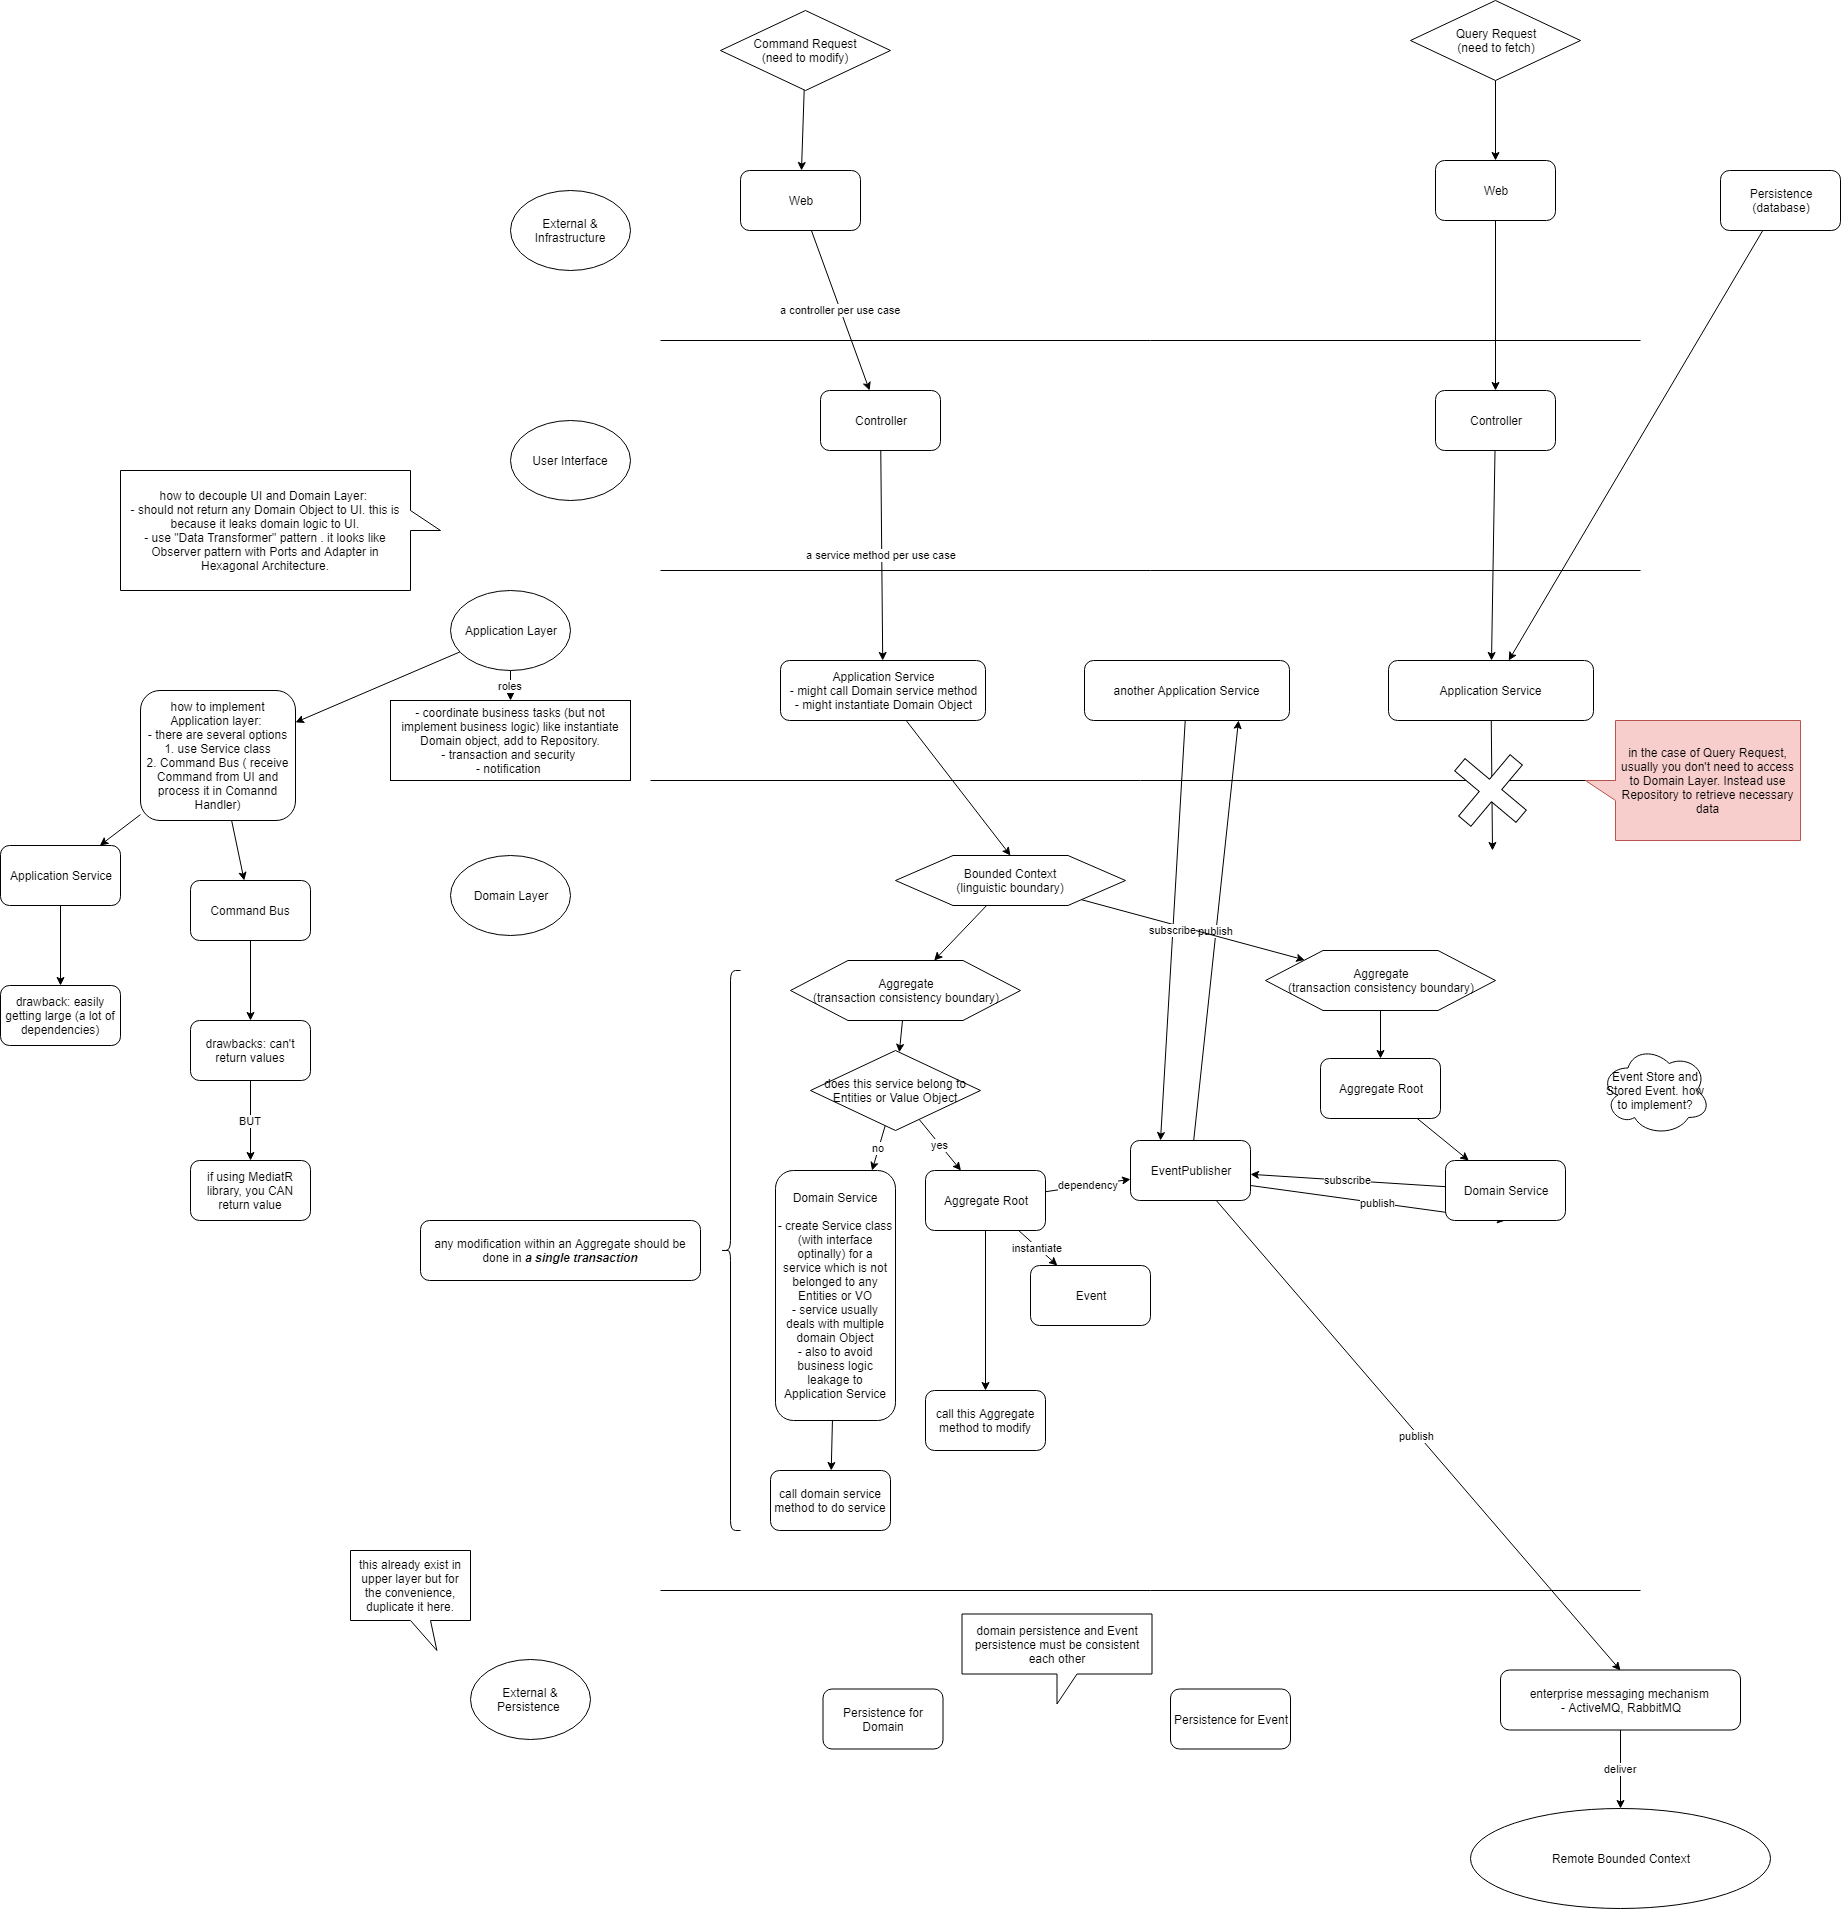 Command Request
(need to modify)
Query Request
(need to fetch)
Web
Web
Persistence
(database)
External &
Infrastructure
a controller per use case
Controller
Controller
User Interface
how to decouple UI and Domain Layer:
- should not return any Domain Object to UI. this is
because it leaks domain logic to UI.
- use "Data Transformer" pattern . it looks like
Observer pattern with Ports and Adapter in
Hexagonal Architecture.
a service method per use case
Application Layer
roles
- coordinate business tasks (but not
implement business logic) like instantiate
Domain object, add to Repository.
- transaction and security
- notification
how to implement
Application layer:
- there are several options
1. use Service class
2. Command Bus ( receive
Command from UI and
process it in Comannd
Handler)
Application Service
- might call Domain service method
- might instantiate Domain Object
another Application Service
Application Service
in the case of Query Request,
usually you don't need to access
to Domain Layer. Instead use
Repository to retrieve necessary
data
Application Service
Command Bus
drawback: easily
getting large (a lot of
dependencies)
drawbacks: can't
return values
BUT
if using MediatR
library, you CAN
return value
Domain Layer
Bounded Context
(linguistic boundary)
subscribe
publish
Aggregate
(transaction consistency boundary)
Aggregate
(transaction consistency boundary)
does this service belong to
Entities or Value Object
Aggregate Root
Event Store and
Stored Event. how
to implement?
no
yes
Domain Service
- create Service class
(with interface
optinally) for a
service which is not
belonged to any
Entities or VO
- service usually
deals with multiple
domain Object
- also to avoid
business logic
leakage to
Application Service
Aggregate Root
dependency
EventPublisher
subscribe
publish
Domain Service
instantiate
Event
any modification within an Aggregate should be
done in a single transaction
call this Aggregate
method to modify
publish
call domain service
method to do service
this already exist in
upper layer but for
the convenience,
duplicate it here.
domain persistence and Event
persistence must be consistent
each other
External &
Persistence
Persistence for
Domain
Persistence for Event
enterprise messaging mechanism
- ActiveMQ, RabbitMQ
deliver
Remote Bounded Context